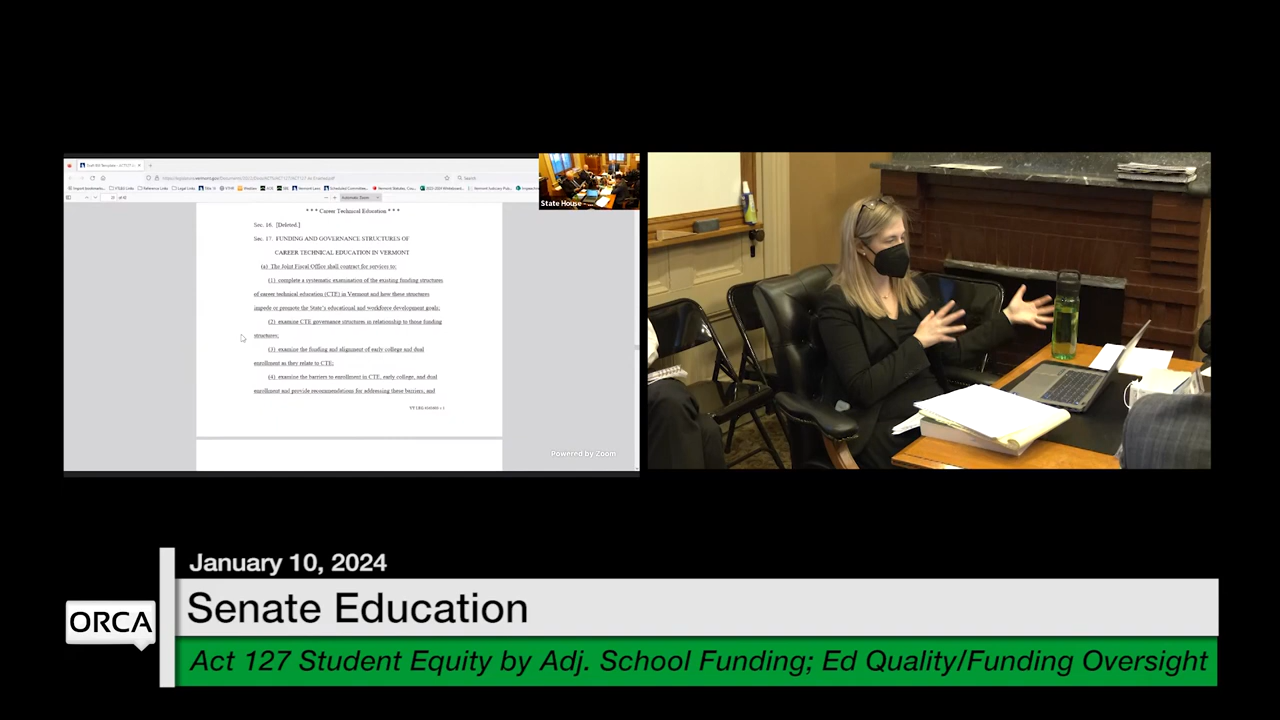 State House -
* * * Career Technical Education * * *
Sec. 16. [Deleted.]
Sec. 17. FUNDING AND GOVERNANCE STRUCTURES OF
CAREER TECHNICAL EDUCATION IN VERMONT
(a) The Joint Fiscal Office shall contract for services to:
(1) complete a systematic examination of the existing funding structures
of career technical education (CTE) in Vermont and how these structures
impede or promote the State's educational and workforce development goals;
(2) examine CTE governance structures in relationship to those funding
structures;
(3) examine the funding and alignment of early college and dual
enrollment as they relate to CTE;
(4) examine the barriers to enrollment in CTE, early college, and dual
enrollment and provide recommendations for addressing these barriers, and
Powered by Zoom
January 10, 2024
Senate Education
ORCA
Act 127 Student Equity by Adj. School Funding; Ed Quality/Funding Oversight